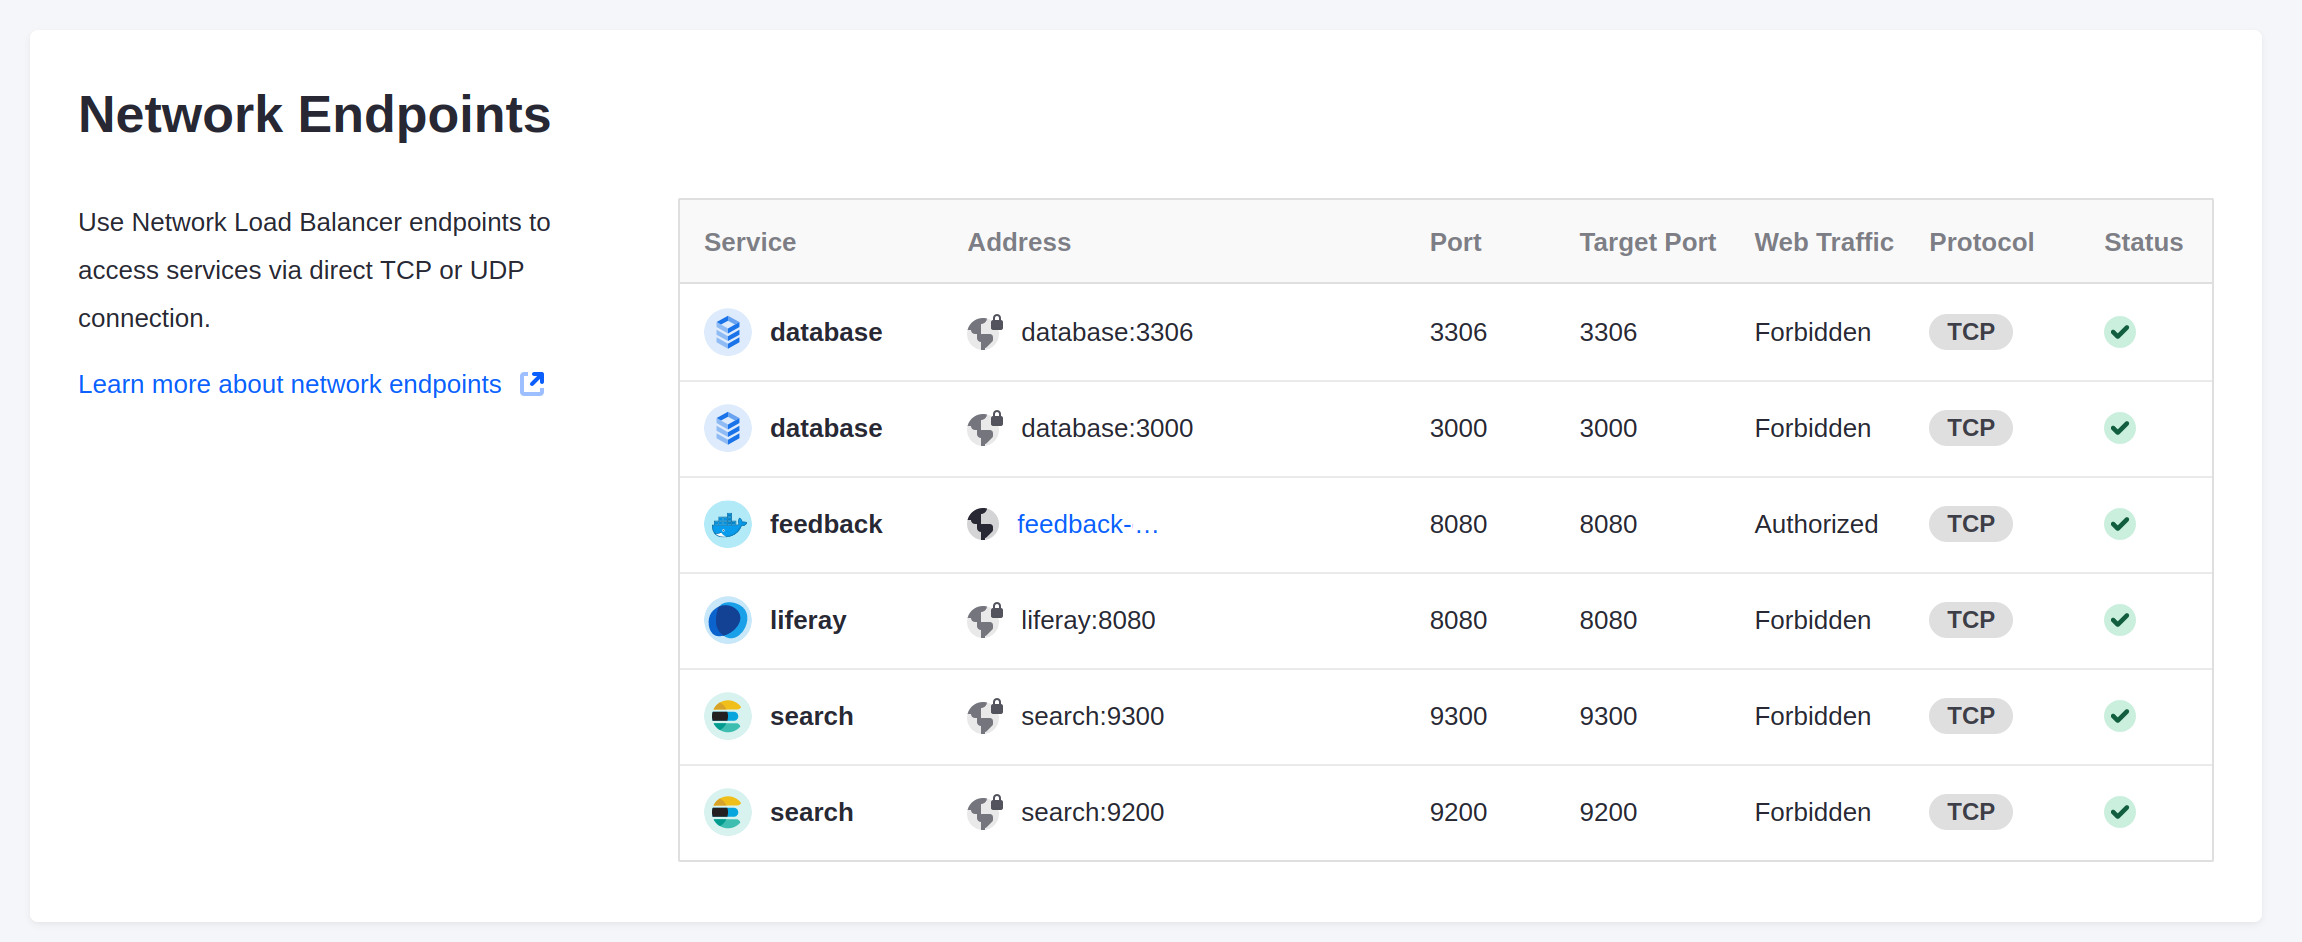 Network Endpoints
Use Network Load Balancer endpoints to
access services via direct TCP or UDP
connection.
Learn more about network endpoints
Service Address Port Target Port Web Traffic Protocol Status
database database:3306 3306 3306 Forbidden TCP
database database:3000 3000 3000 Forbidden TCP
feedback feedback-... 8080 8080 Authorized TCP
liferay liferay:8080 8080 8080 Forbidden TCP
search search:9300 9300 9300 Forbidden TCP
search search:9200 9200 9200 Forbidden TCP